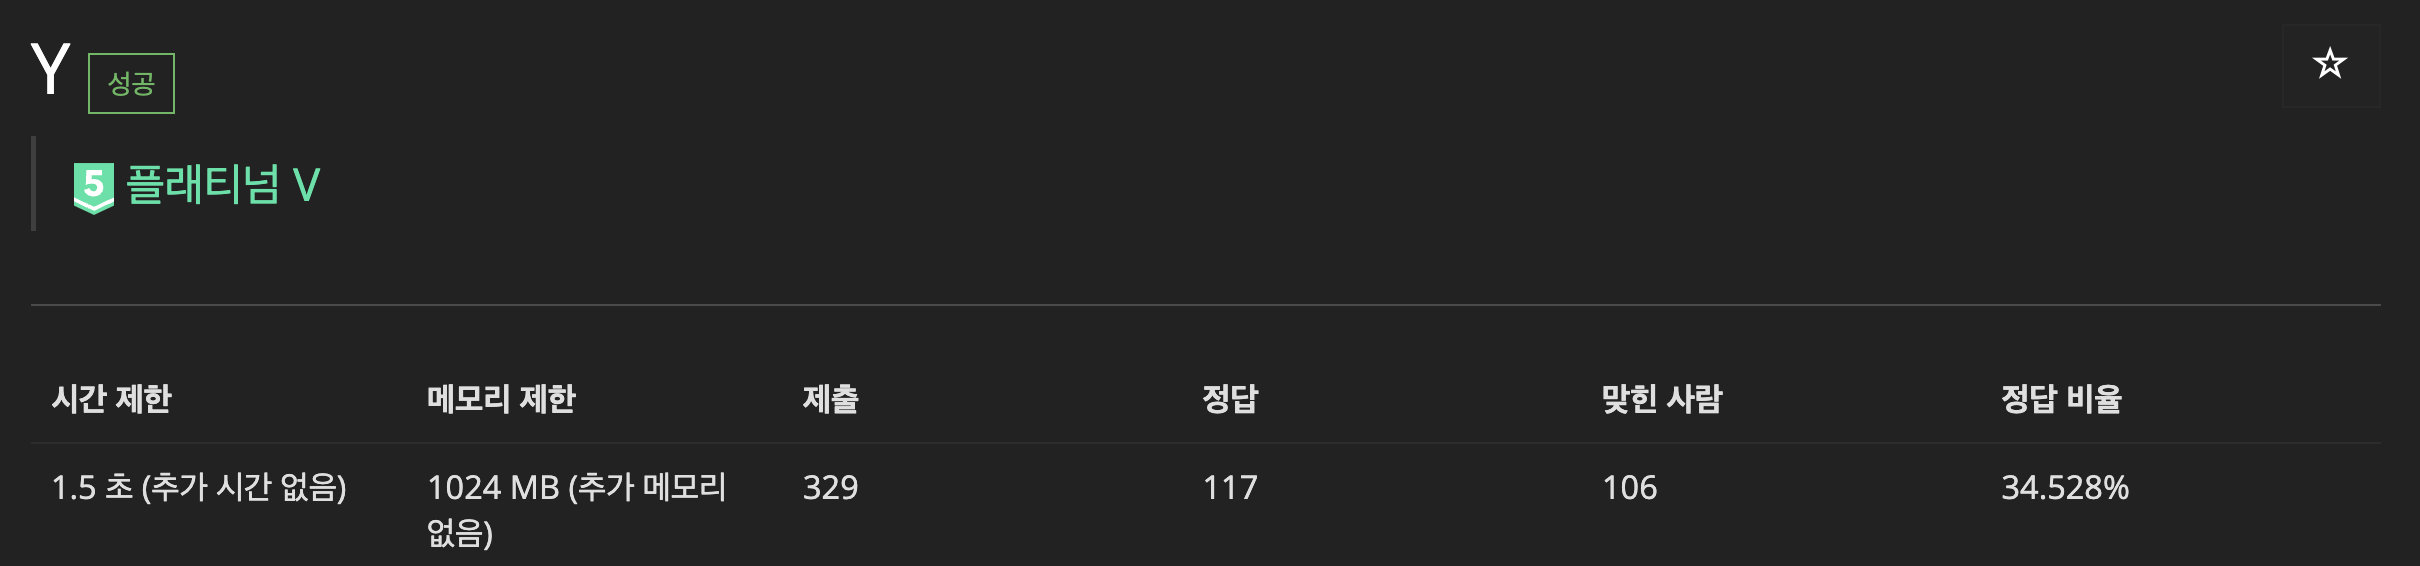 Y 성공
5 플래티넘 V
시간 제한 메모리 제한 제출 정답 맞힌 사람 정답 비율
1.5 초 (추가 시간 없음) 1024 MB (추가 메모리 없음) 329 117 106 34.528%